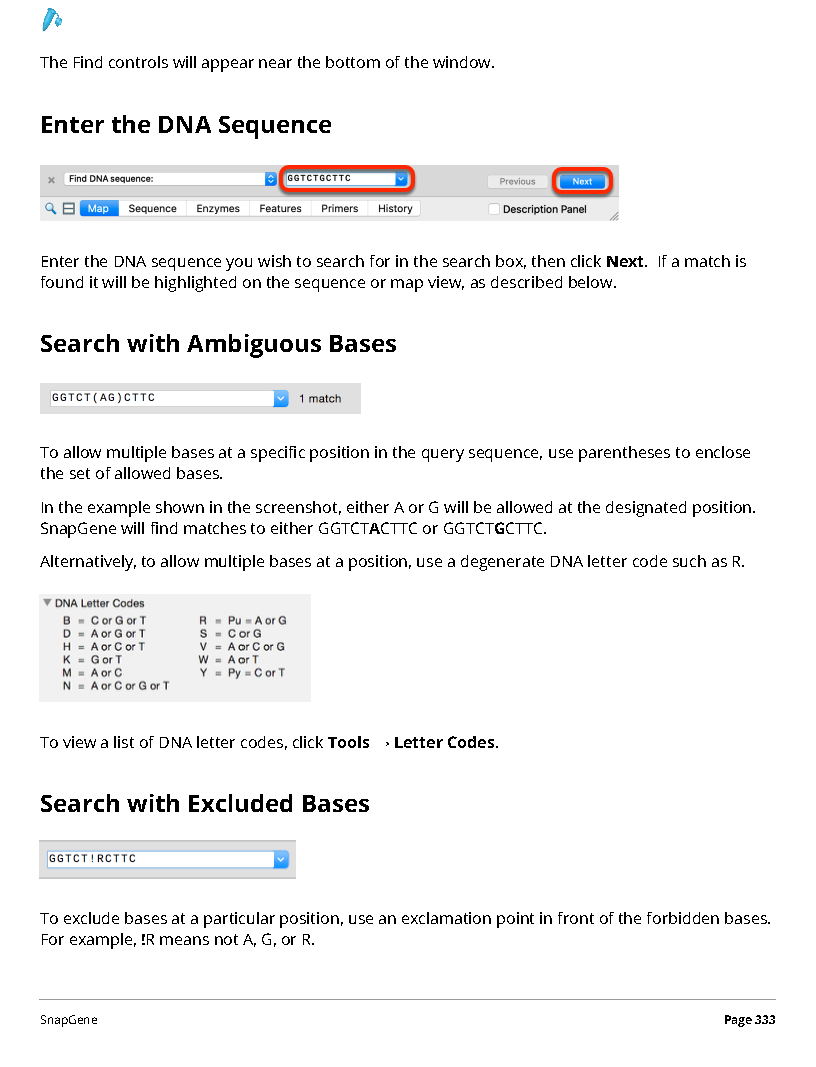 The Find controls will appear near the bottom of the window.
Enter the DNA Sequence
Find DNA sequence: GGTCTGCTTC Previous Next
Map Sequence Enzymes Features Primers History Description Panel
Enter the DNA sequence you wish to search for in the search box, then click Next. If a match is
found it will be highlighted on the sequence or map view, as described below.
Search with Ambiguous Bases
GGTCT(AG)CTTC 1 match
To allow multiple bases at a specific position in the query sequence, use parentheses to enclose
the set of allowed bases.
In the example shown in the screenshot, either A or G will be allowed at the designated position.
SnapGene will find matches to either GGTCTACTTC or GGTCTGCTTC.
Alternatively, to allow multiple bases at a position, use a degenerate DNA letter code such as R.
DNA Letter Codes
B = C or G or T R = Pu = A or G
D = A or G or T S = C or G
H = A or C or T V = A or C or G
K = G or T W = A or T
M = A or C Y = Py = C or T
N = A or C or G or T
To view a list of DNA letter codes, click Tools → Letter Codes.
Search with Excluded Bases
GGTCT!RCTTC
To exclude bases at a particular position, use an exclamation point in front of the forbidden bases.
For example, !R means not A, G, or R.
SnapGene Page 333